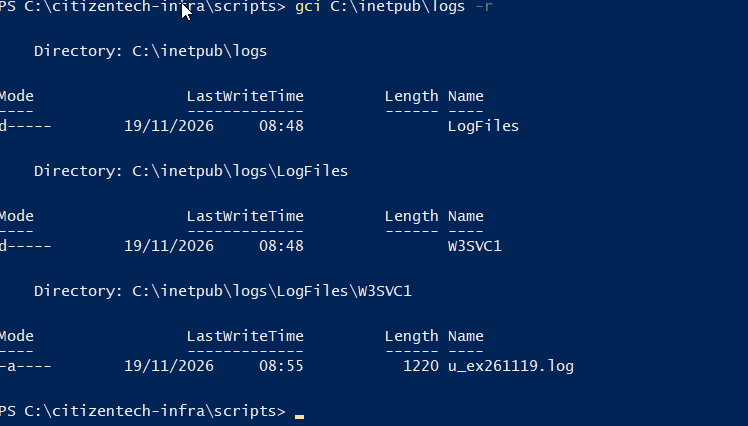 PS C:\citizentech-infra\scripts> gci C:\inetpub\logs -r
Directory: C:\inetpub\logs
Mode LastWriteTime Length Name
---- ------------- ------ ----
d----- 19/11/2026 08:48 LogFiles
Directory: C:\inetpub\logs\LogFiles
Mode LastWriteTime Length Name
---- ------------- ------ ----
d----- 19/11/2026 08:48 W3SVC1
Directory: C:\inetpub\logs\LogFiles\W3SVC1
Mode LastWriteTime Length Name
---- ------------- ------ ----
-a---- 19/11/2026 08:55 1220 u_ex261119.log
PS C:\citizentech-infra\scripts>